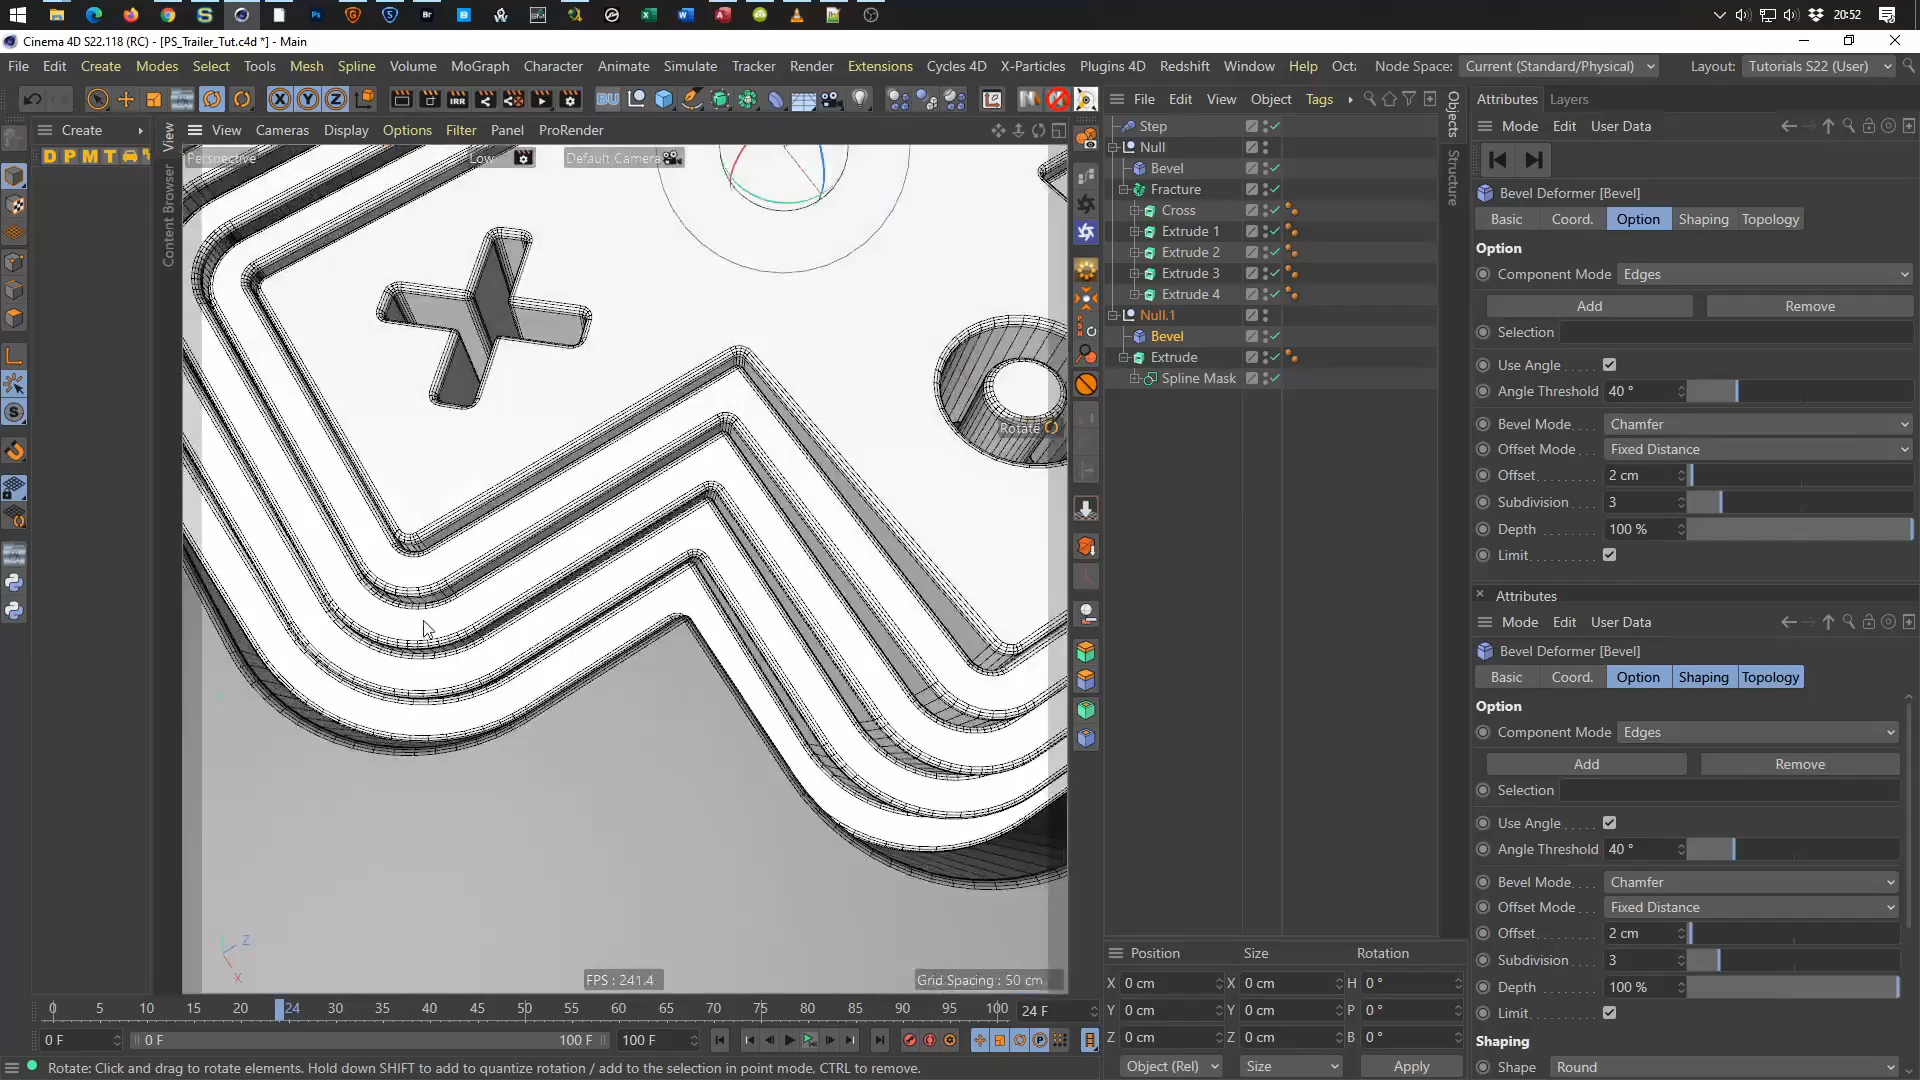 20:52
Cinema 4D S22.118 (RC) - [PS_Trailer_Tut.c4d *] - Main
File Edit Create Modes Select Tools Mesh Spline Volume MoGraph Character Animate Simulate Tracker Render Extensions Cycles 4D X-Particles Plugins 4D Redshift Window Help Oct: Node Space: Current (Standard/Physical) Layout: Tutorials S22 (User)
File Edit View Object Tags
Attributes Layers
Create
View Cameras Display Options Filter Panel ProRender
Mode Edit User Data
D P M T
View
Content Browser
Objects
Structure
Perspective
Low
Default Camera
Rotate
FPS : 241.4
Grid Spacing : 50 cm
Z
X
Step
Null
Bevel
Fracture
Cross
Extrude 1
Extrude 2
Extrude 3
Extrude 4
Null.1
Bevel
Extrude
Spline Mask
Bevel Deformer [Bevel]
Basic Coord. Option Shaping Topology
Option
Component Mode Edges
Add Remove
Selection
Use Angle
Angle Threshold 40 °
Bevel Mode Chamfer
Offset Mode Fixed Distance
Offset 2 cm
Subdivision 3
Depth 100 %
Limit
Attributes
Mode Edit User Data
Bevel Deformer [Bevel]
Basic Coord. Option Shaping Topology
Option
Component Mode Edges
Add Remove
Selection
Use Angle
Angle Threshold 40 °
Bevel Mode Chamfer
Offset Mode Fixed Distance
Offset 2 cm
Subdivision 3
Depth 100 %
Limit
Shaping
Shape Round
Position Size Rotation
X 0 cm X 0 cm H 0 °
Y 0 cm Y 0 cm P 0 °
Z 0 cm Z 0 cm B 0 °
Object (Rel) Size Apply
0 5 10 15 20 24 30 35 40 45 50 55 60 65 70 75 80 85 90 95 100 24 F
0 F 0 F 100 F 100 F
Rotate: Click and drag to rotate elements. Hold down SHIFT to add to quantize rotation / add to the selection in point mode, CTRL to remove.